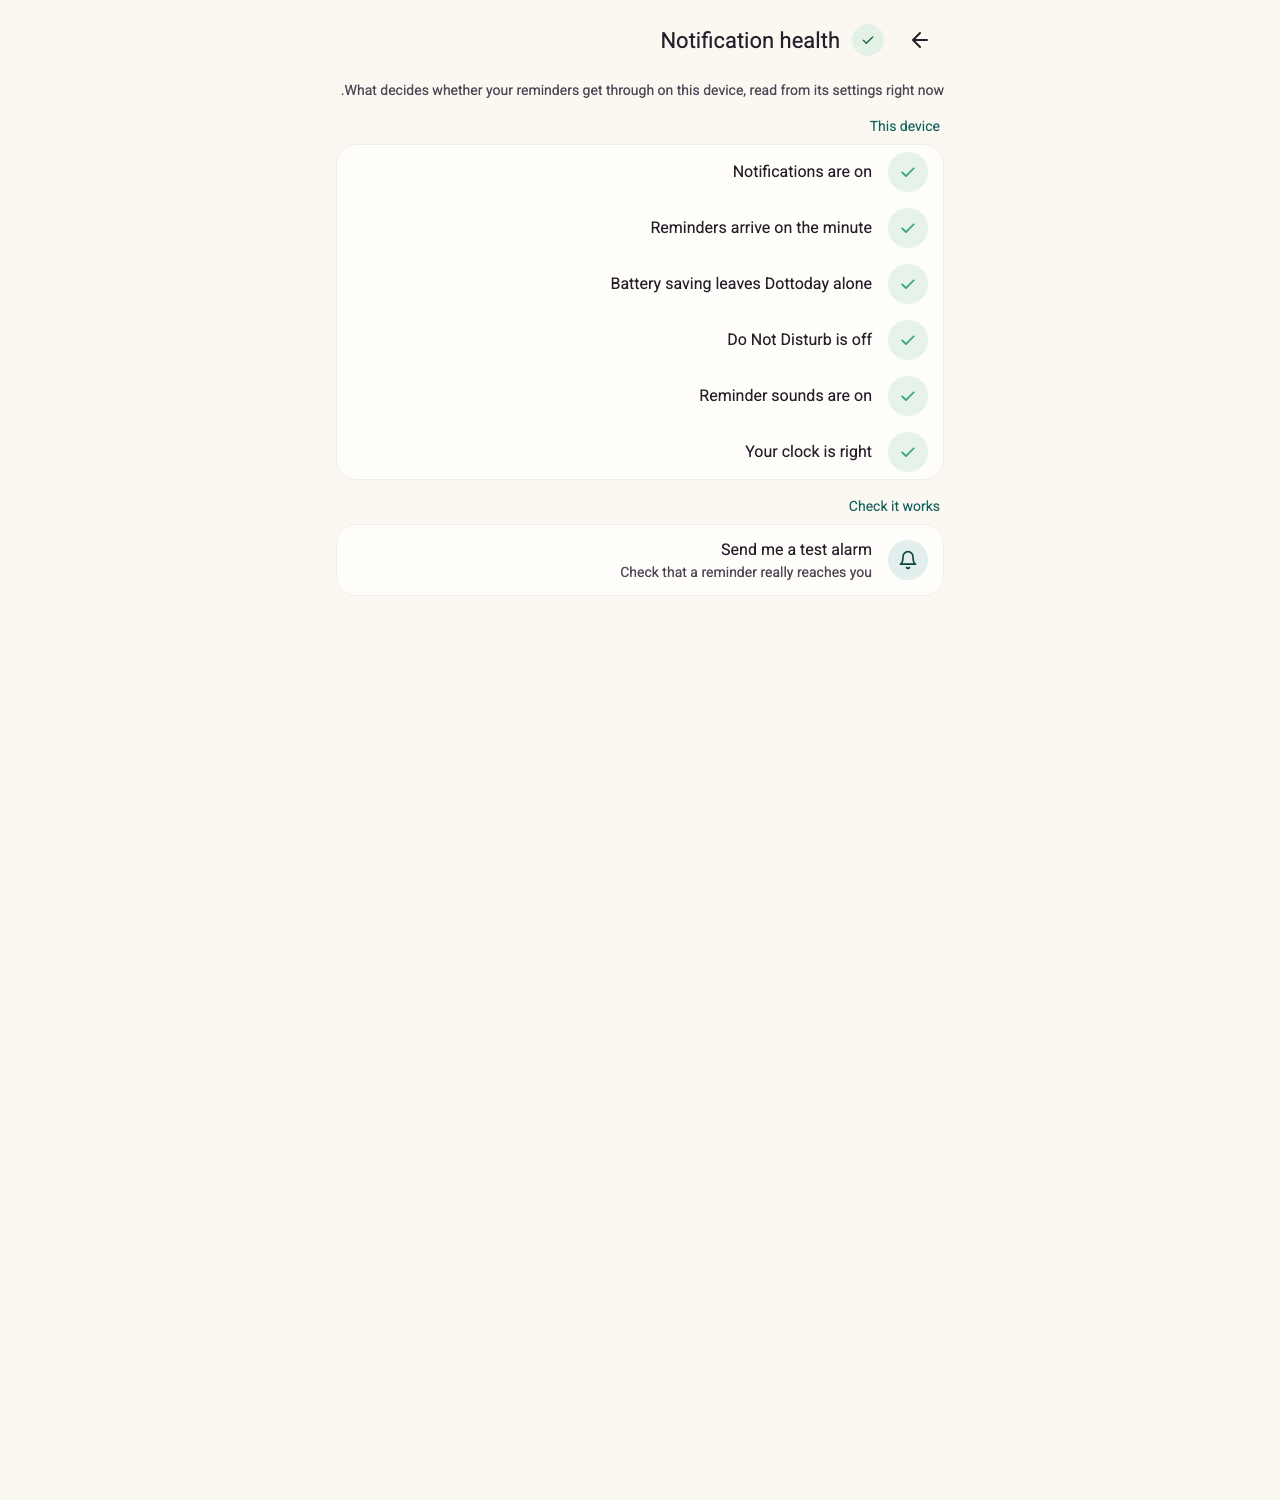 Notification health
.What decides whether your reminders get through on this device, read from its settings right now
This device
Notifications are on
Reminders arrive on the minute
Battery saving leaves Dottoday alone
Do Not Disturb is off
Reminder sounds are on
Your clock is right
Check it works
Send me a test alarm
Check that a reminder really reaches you